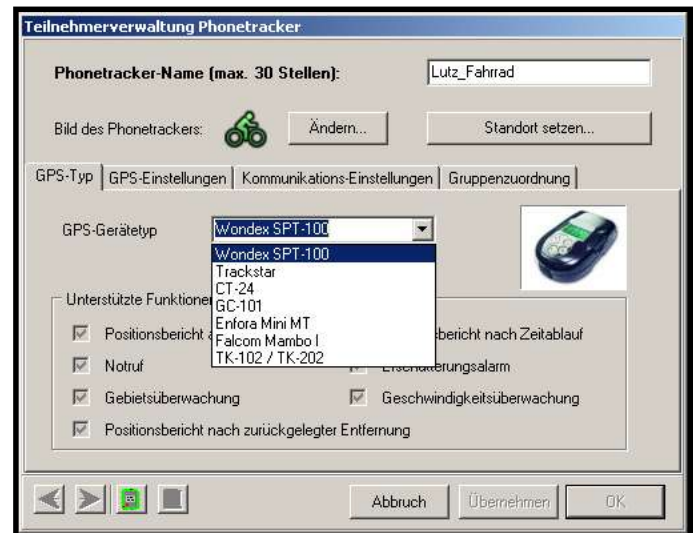 Teilnehmerverwaltung Phonetracker
Phonetracker-Name (max. 30 Stellen): Lutz_Fahrrad
Bild des Phonetrackers: Ändern... Standort setzen...
GPS-Typ GPS-Einstellungen Kommunikations-Einstellungen Gruppenzuordnung
GPS-Gerätetyp Wondex SPT-100
Wondex SPT-100
Trackstar
CT-24
GC-101
Enfora Mini MT
Falcom Mambo I
TK-102 / TK-202
Unterstützte Funktionen
Positionsbericht bericht nach Zeitablauf
Notruf Erschütterungsalarm
Gebietsüberwachung Geschwindigkeitsüberwachung
Positionsbericht nach zurückgelegter Entfernung
Abbruch Übernehmen OK